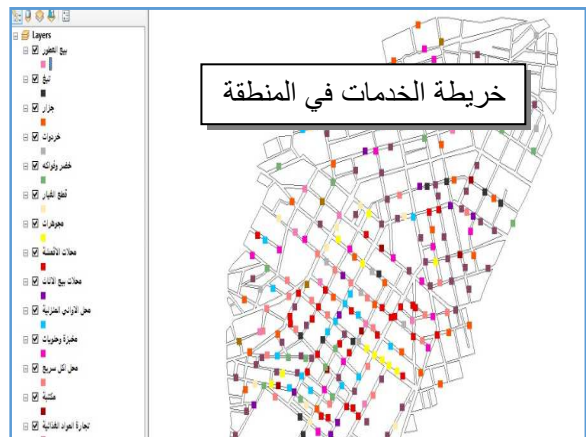 Layers
بيع العطور
تبغ
جزار
خردوات
خضر وفواكه
قطع الغيار
مجوهرات
محلات الأقمشة
محلات بيع الاثاث
محل الأواني المنزلية
مخبزة وحلويات
محل أكل سريع
مكتبة
تجارة المواد الغذائية
خريطة الخدمات في المنطقة